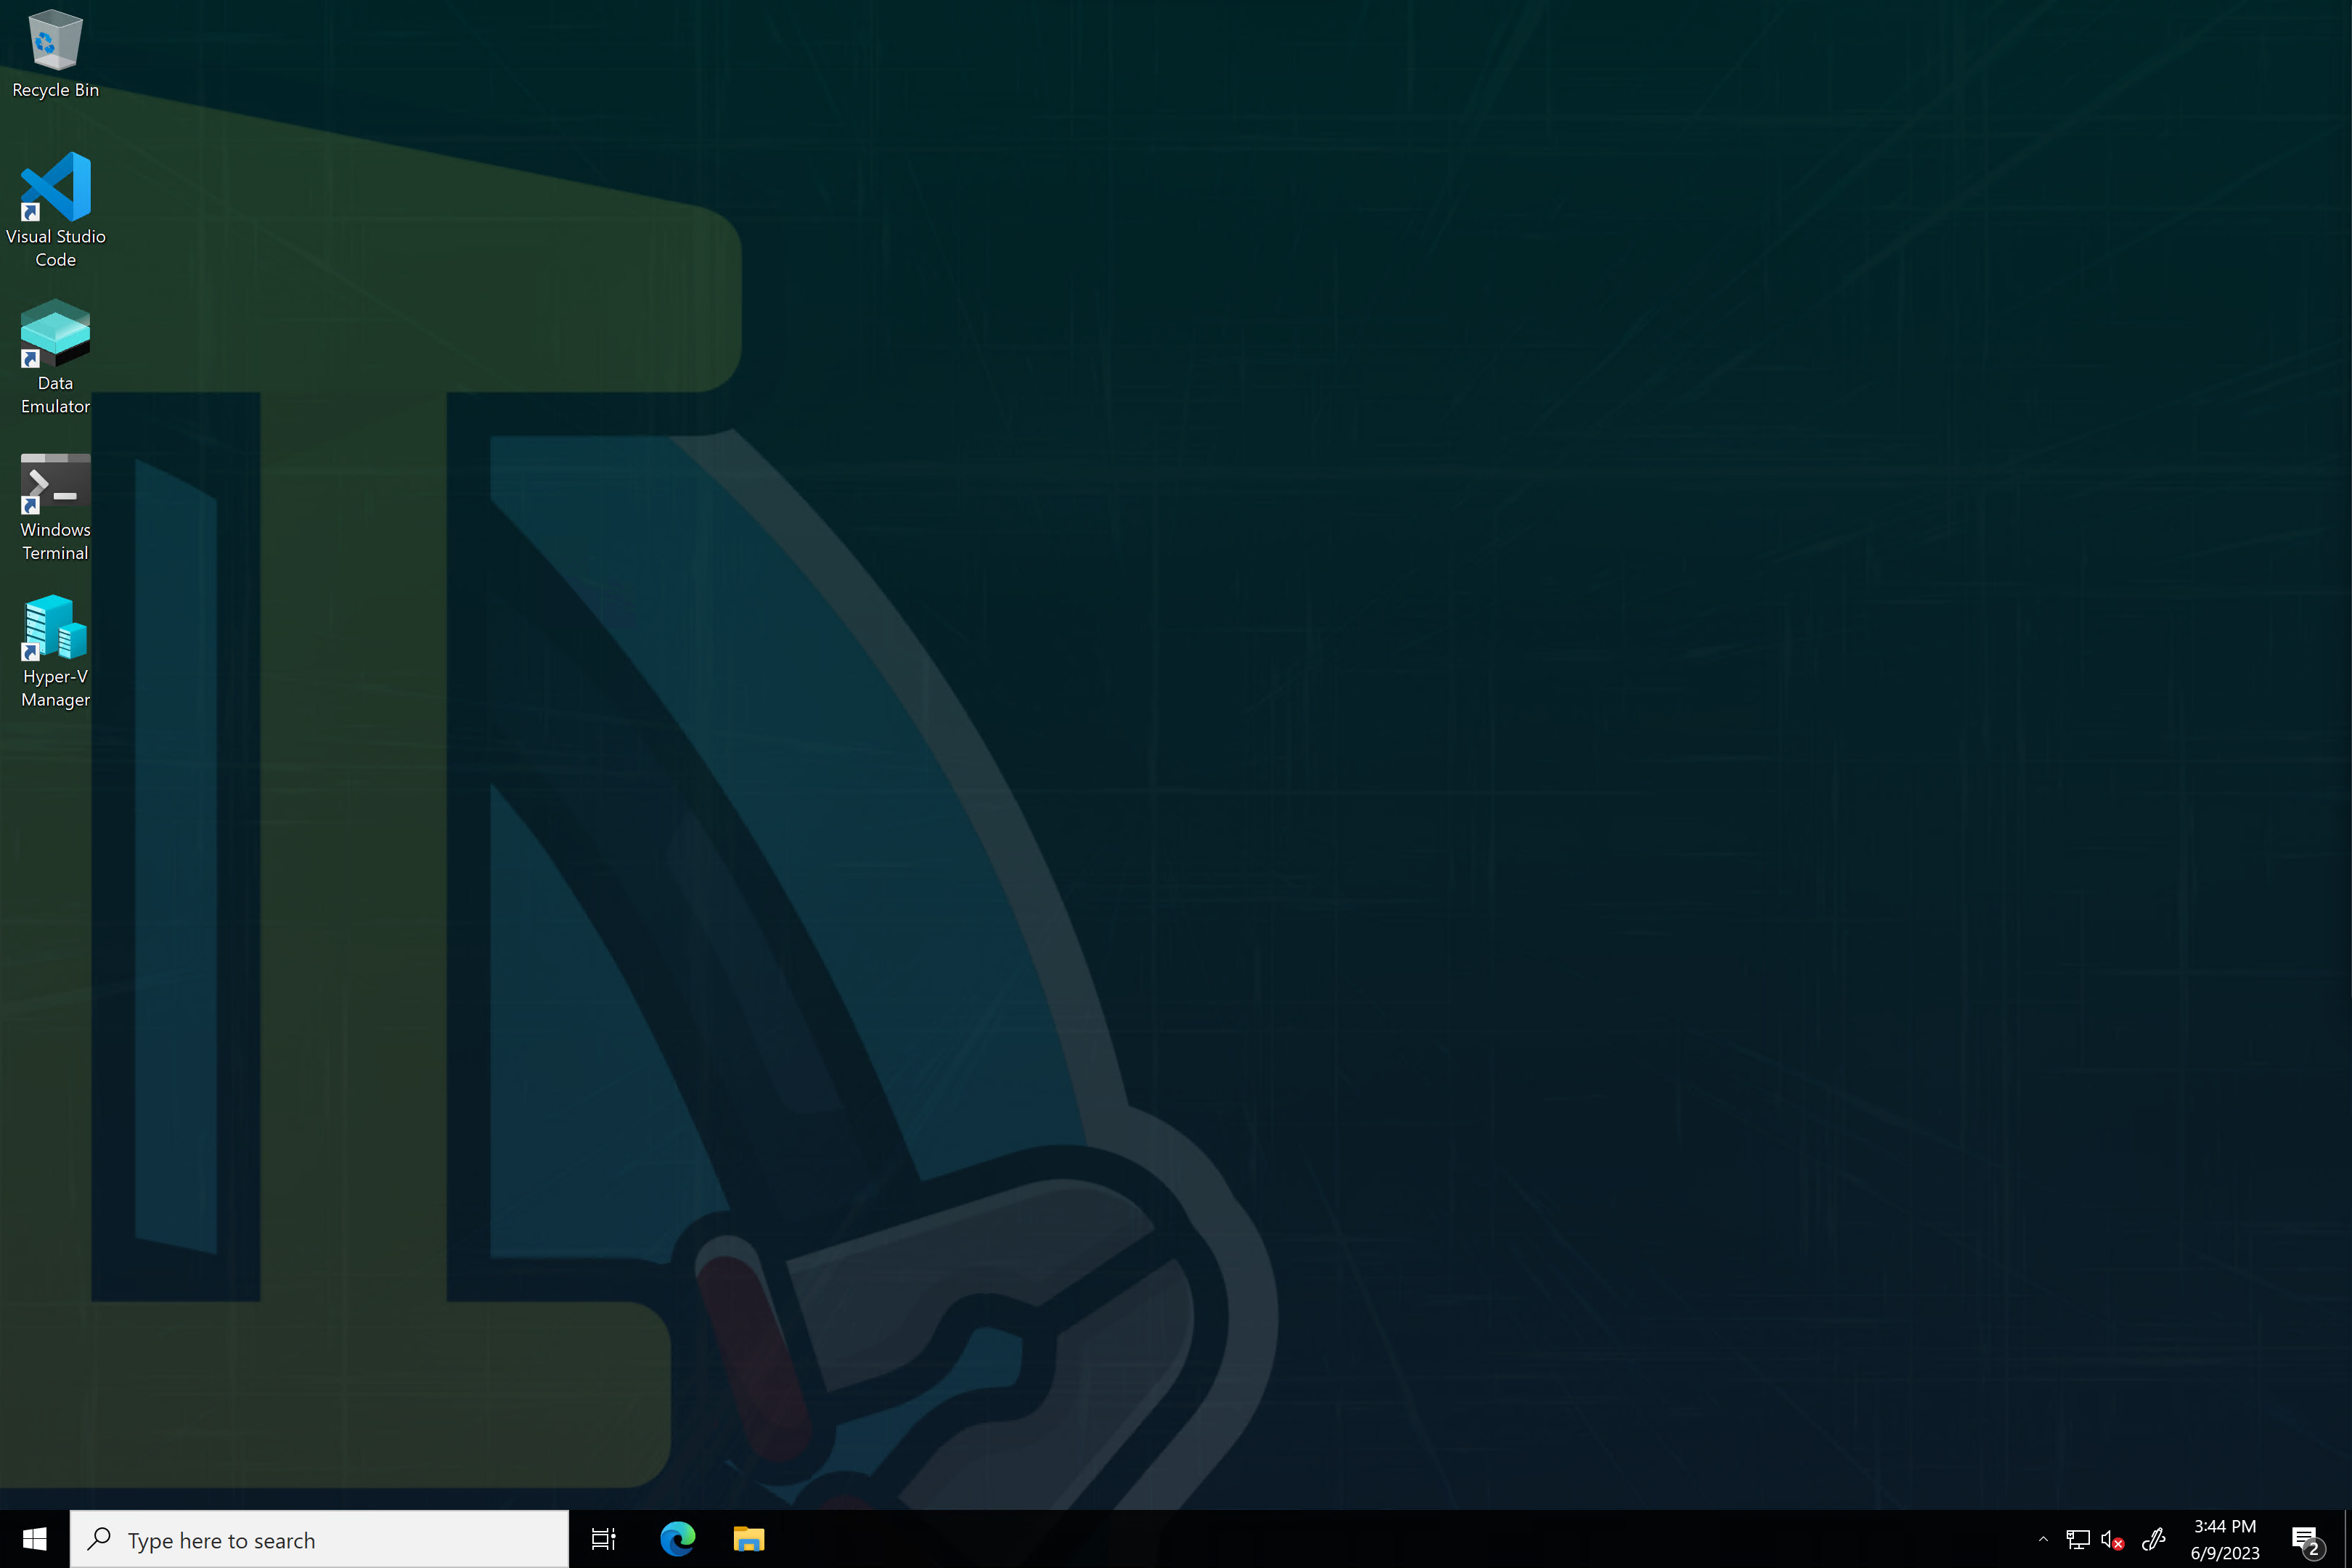 Recycle Bin
Visual Studio
Code
Data
Emulator
Windows
Terminal
Hyper-V
Manager
Type here to search
3:44 PM
6/9/2023
2